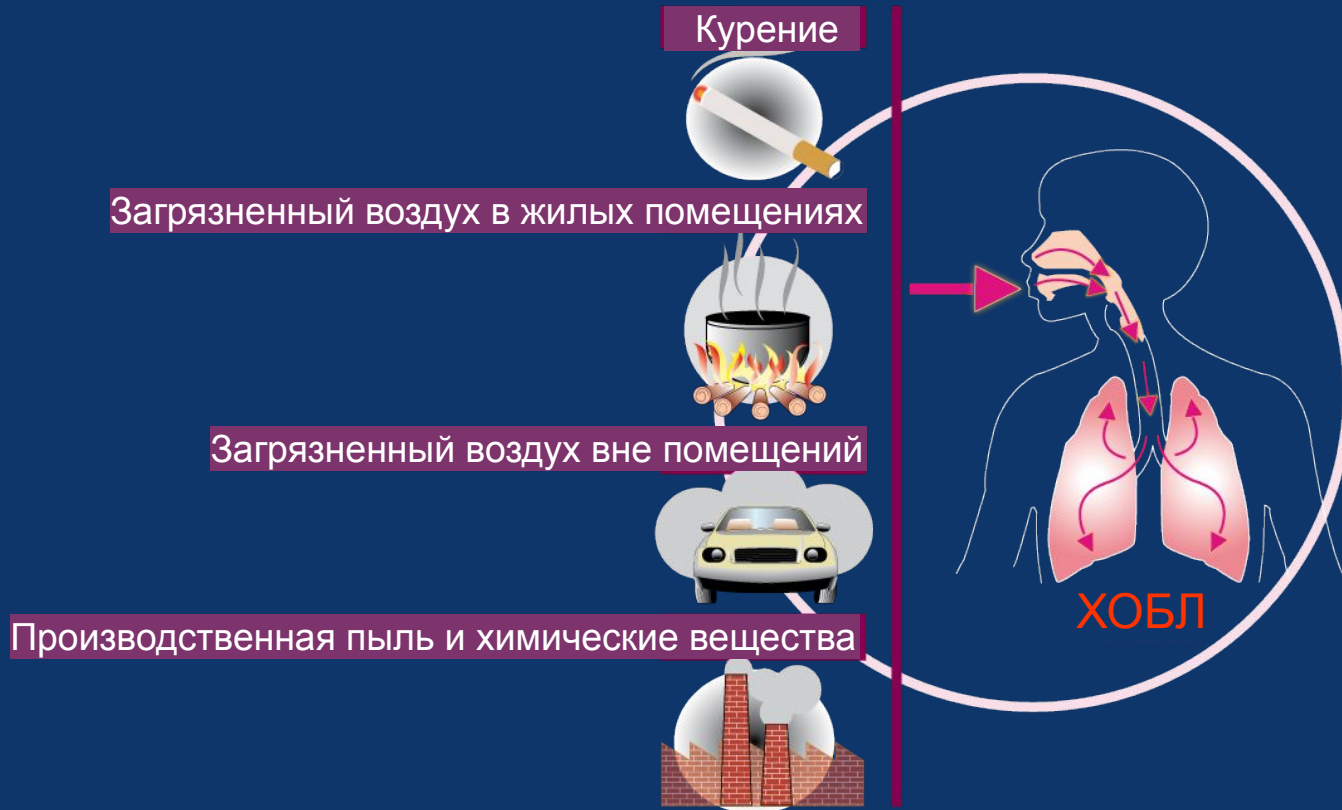 Курение
Загрязненный воздух в жилых помещениях
Загрязненный воздух вне помещений
Производственная пыль и химические вещества
ХОБЛ